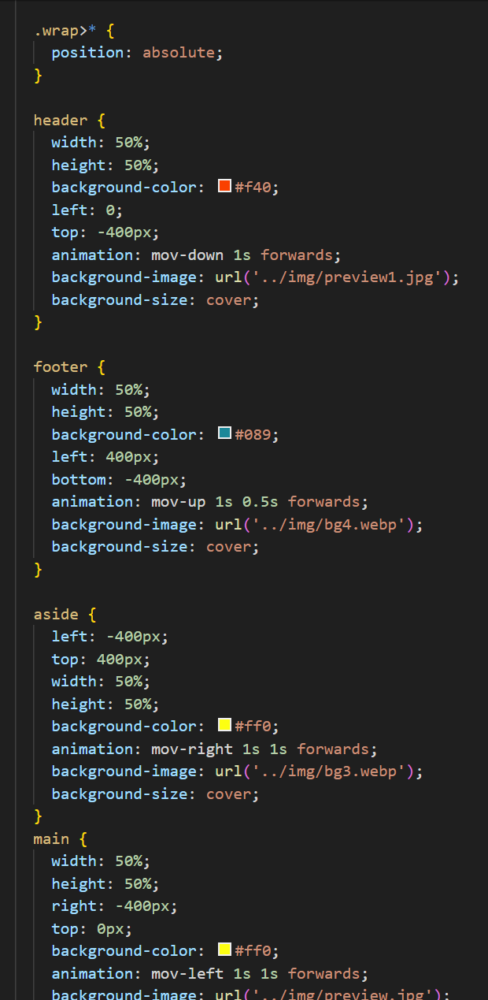 .wrap>* {
position: absolute;
}
header {
width: 50%;
height: 50%;
background-color: #f40;
left: 0;
top: -400px;
animation: mov-down 1s forwards;
background-image: url('../img/preview1.jpg');
background-size: cover;
}
footer {
width: 50%;
height: 50%;
background-color: #089;
left: 400px;
bottom: -400px;
animation: mov-up 1s 0.5s forwards;
background-image: url('../img/bg4.webp');
background-size: cover;
}
aside {
left: -400px;
top: 400px;
width: 50%;
height: 50%;
background-color: #ff0;
animation: mov-right 1s 1s forwards;
background-image: url('../img/bg3.webp');
background-size: cover;
}
main {
width: 50%;
height: 50%;
right: -400px;
top: 0px;
background-color: #ff0;
animation: mov-left 1s 1s forwards;
background-image: url('../img/preview.jpg');